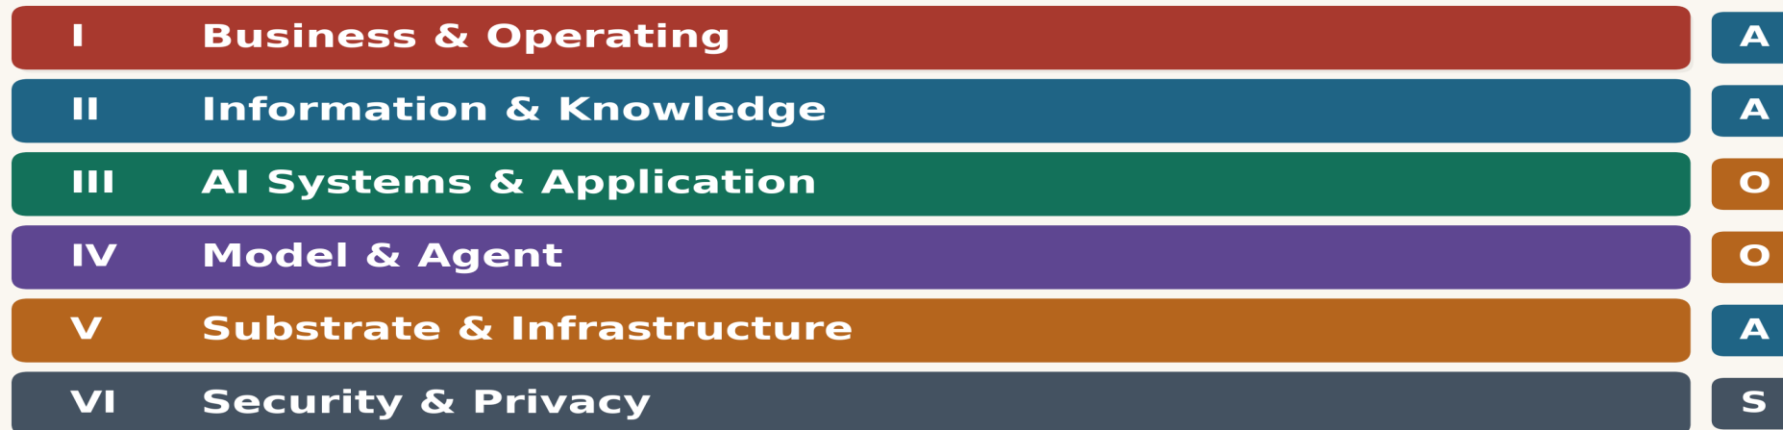 I Business & Operating A
II Information & Knowledge A
III AI Systems & Application O
IV Model & Agent O
V Substrate & Infrastructure A
VI Security & Privacy S